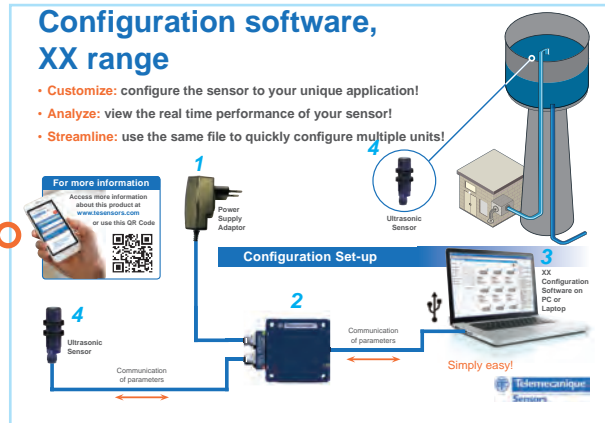 Configuration software,
XX range
• Customize: configure the sensor to your unique application!
• Analyze: view the real time performance of your sensor!
• Streamline: use the same file to quickly configure multiple units!
4
Ultrasonic
Sensor
For more information
Access more information
about this product at
www.tesensors.com
or use this QR Code
1
Power
Supply
Adaptor
Configuration Set-up
3
XX
Configuration
Software on
PC or
Laptop
2
4
Ultrasonic
Sensor
Communication
of parameters
Communication
of parameters
Simply easy!
Telemecanique
Sensors